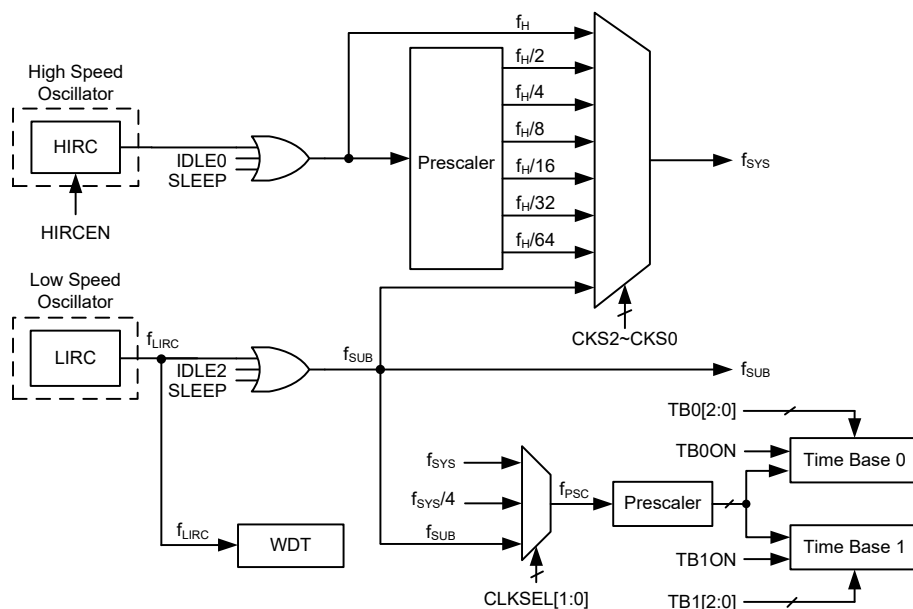 High Speed
Oscillator
HIRC
HIRCEN
IDLE0
SLEEP
Prescaler
fH
fH/2
fH/4
fH/8
fH/16
fH/32
fH/64
fSYS
CKS2~CKS0
Low Speed
Oscillator
LIRC
fLIRC
IDLE2
SLEEP
fSUB
fSUB
fLIRC
WDT
fSYS
fSYS/4
fSUB
CLKSEL[1:0]
fPSC
Prescaler
TB0[2:0]
TB0ON
Time Base 0
Time Base 1
TB1ON
TB1[2:0]